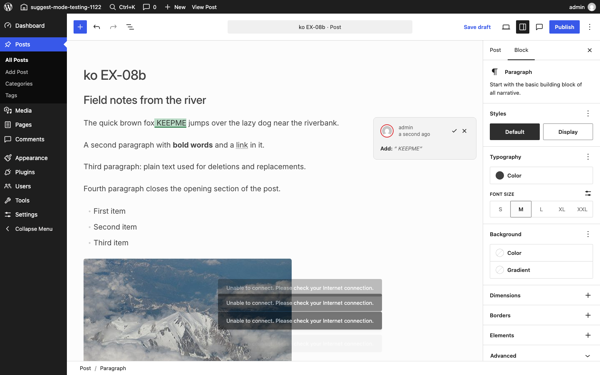 suggest-mode-testing-1122
Ctrl+K
0
New
View Post
admin
Dashboard
Posts
All Posts
Add Post
Categories
Tags
Media
Pages
Comments
Appearance
Plugins
Users
Tools
Settings
Collapse Menu
ko EX-08b · Post
Save draft
Publish
ko EX-08b
Field notes from the river
The quick brown fox KEEPME jumps over the lazy dog near the riverbank.
A second paragraph with bold words and a link in it.
Third paragraph: plain text used for deletions and replacements.
Fourth paragraph closes the opening section of the post.
- First item
- Second item
- Third item
admin
a second ago
Add: " KEEPME"
Unable to connect. Please check your Internet connection.
Unable to connect. Please check your Internet connection.
Unable to connect. Please check your Internet connection.
Post
Block
Paragraph
Start with the basic building block of
all narrative.
Styles
Default
Display
Typography
Color
FONT SIZE
S
M
L
XL
XXL
Background
Color
Gradient
Dimensions
Borders
Elements
Advanced
Post / Paragraph